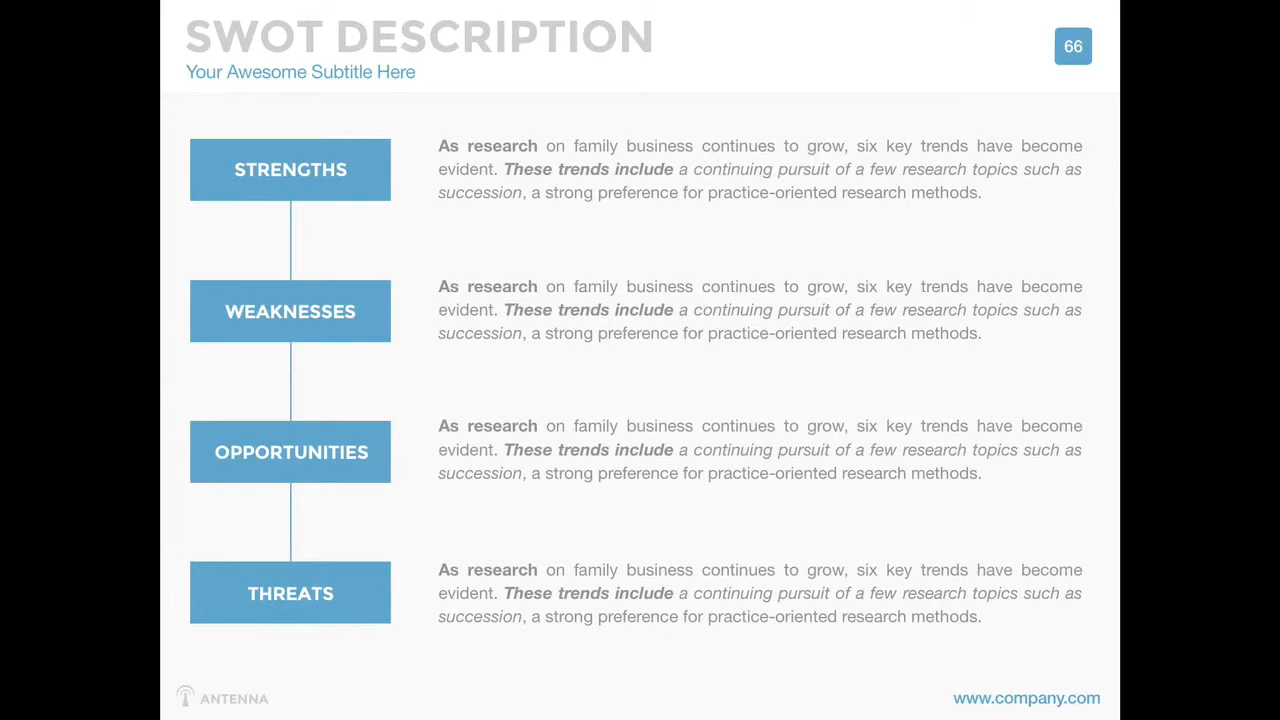 SWOT DESCRIPTION
Your Awesome Subtitle Here
66
STRENGTHS
As research on family business continues to grow, six key trends have become
evident. These trends include a continuing pursuit of a few research topics such as
succession, a strong preference for practice-oriented research methods.
WEAKNESSES
As research on family business continues to grow, six key trends have become
evident. These trends include a continuing pursuit of a few research topics such as
succession, a strong preference for practice-oriented research methods.
OPPORTUNITIES
As research on family business continues to grow, six key trends have become
evident. These trends include a continuing pursuit of a few research topics such as
succession, a strong preference for practice-oriented research methods.
THREATS
As research on family business continues to grow, six key trends have become
evident. These trends include a continuing pursuit of a few research topics such as
succession, a strong preference for practice-oriented research methods.
ANTENNA
www.company.com